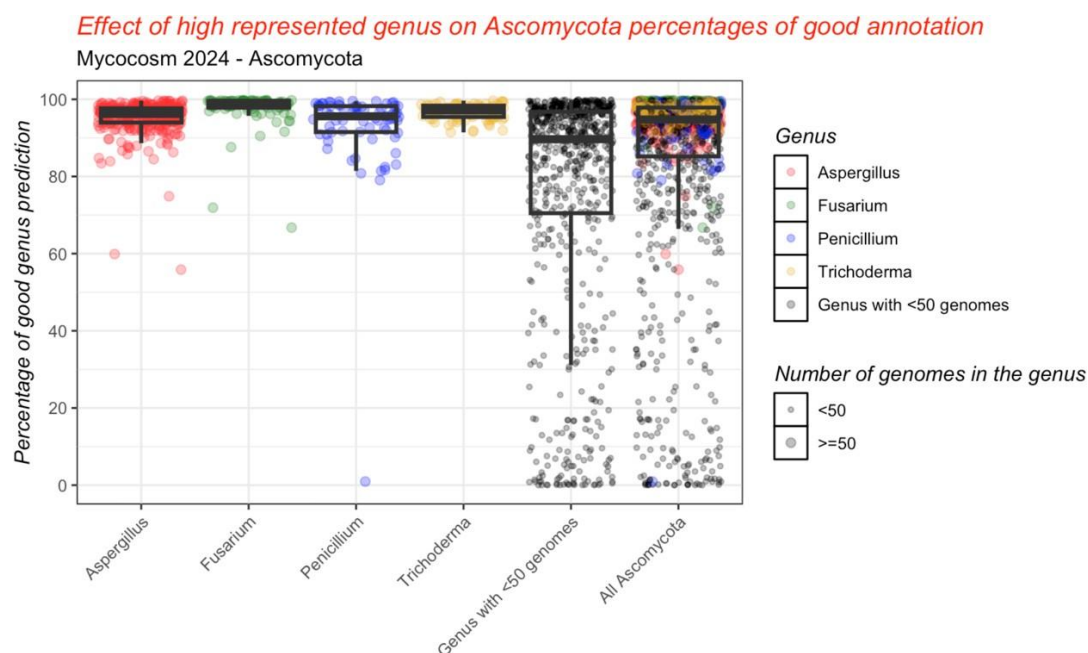 Effect of high represented genus on Ascomycota percentages of good annotation
Mycocosm 2024 - Ascomycota
Percentage of good genus prediction
100
80
60
40
20
0
Aspergillus
Fusarium
Penicillium
Trichoderma
Genus with <50 genomes
All Ascomycota
Genus
Aspergillus
Fusarium
Penicillium
Trichoderma
Genus with <50 genomes
Number of genomes in the genus
<50
>=50